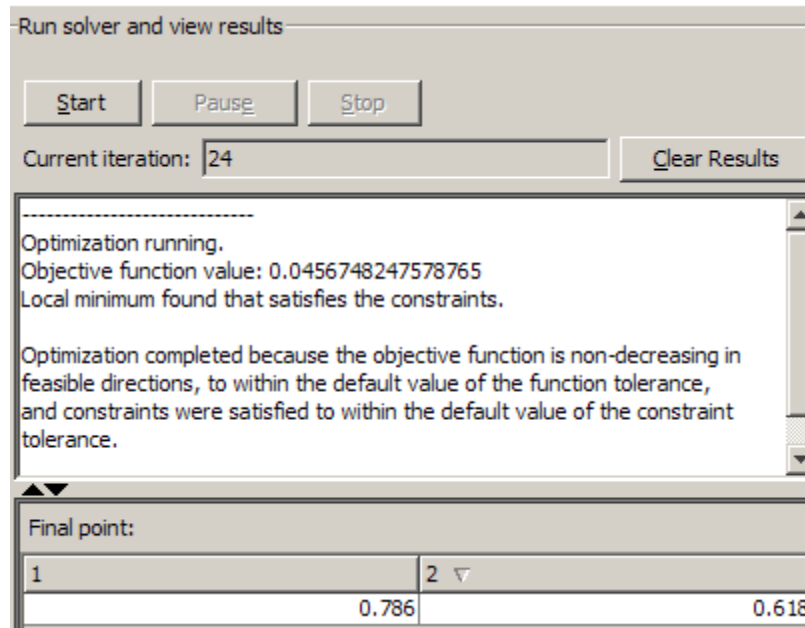 Run solver and view results
Start Pause Stop
Current iteration: 24 Clear Results
------------------------------
Optimization running.
Objective function value: 0.0456748247578765
Local minimum found that satisfies the constraints.
Optimization completed because the objective function is non-decreasing in
feasible directions, to within the default value of the function tolerance,
and constraints were satisfied to within the default value of the constraint
tolerance.
Final point:
1 2
0.786 0.618